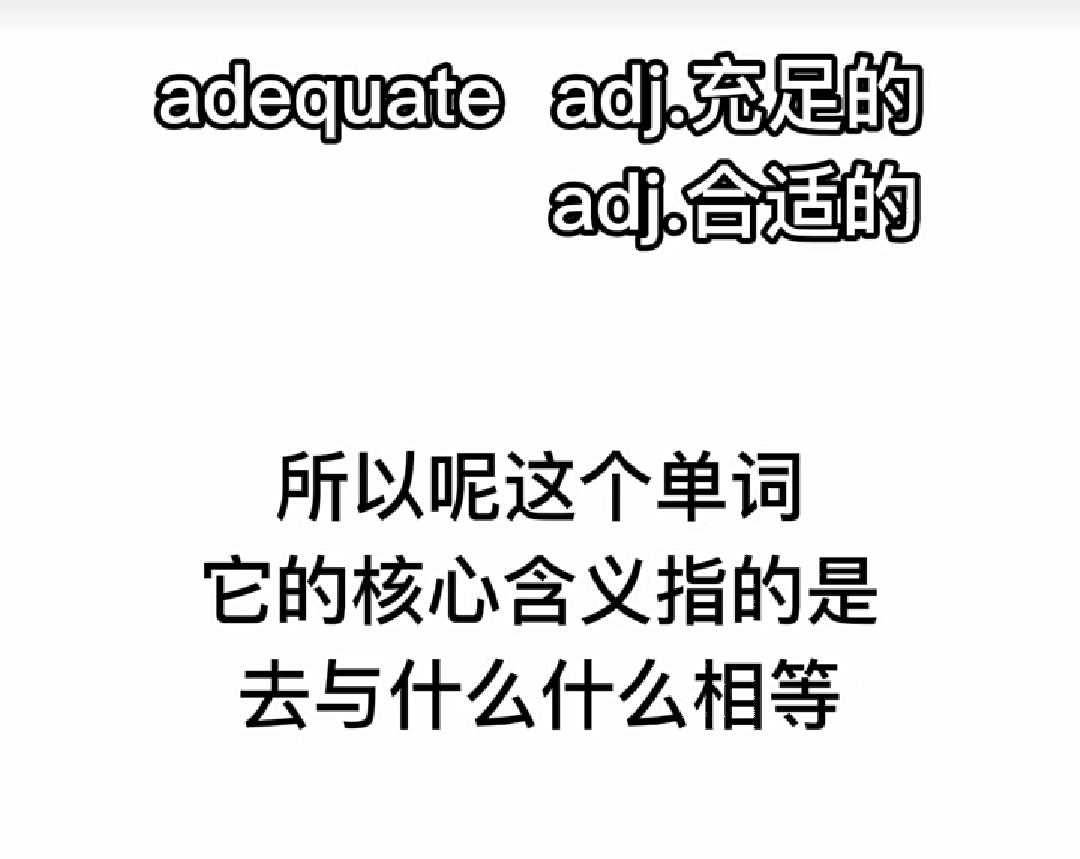 adequate adj.充足的
adj.合适的
所以呢这个单词
它的核心含义指的是
去与什么什么相等